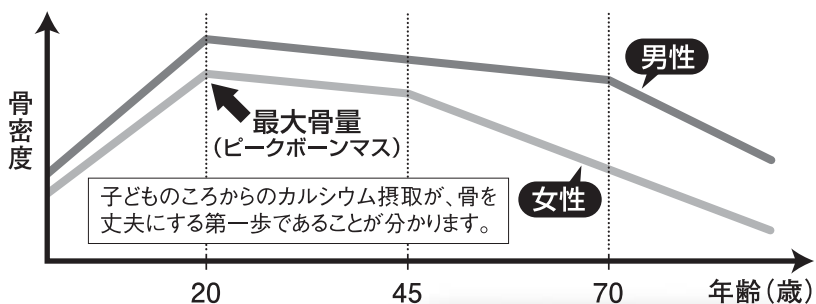 骨密度
男性
最大骨量
（ピークボーンマス）
子どものころからのカルシウム摂取が、骨を
丈夫にする第一歩であることが分かります。
女性
20
45
70
年齢（歳）